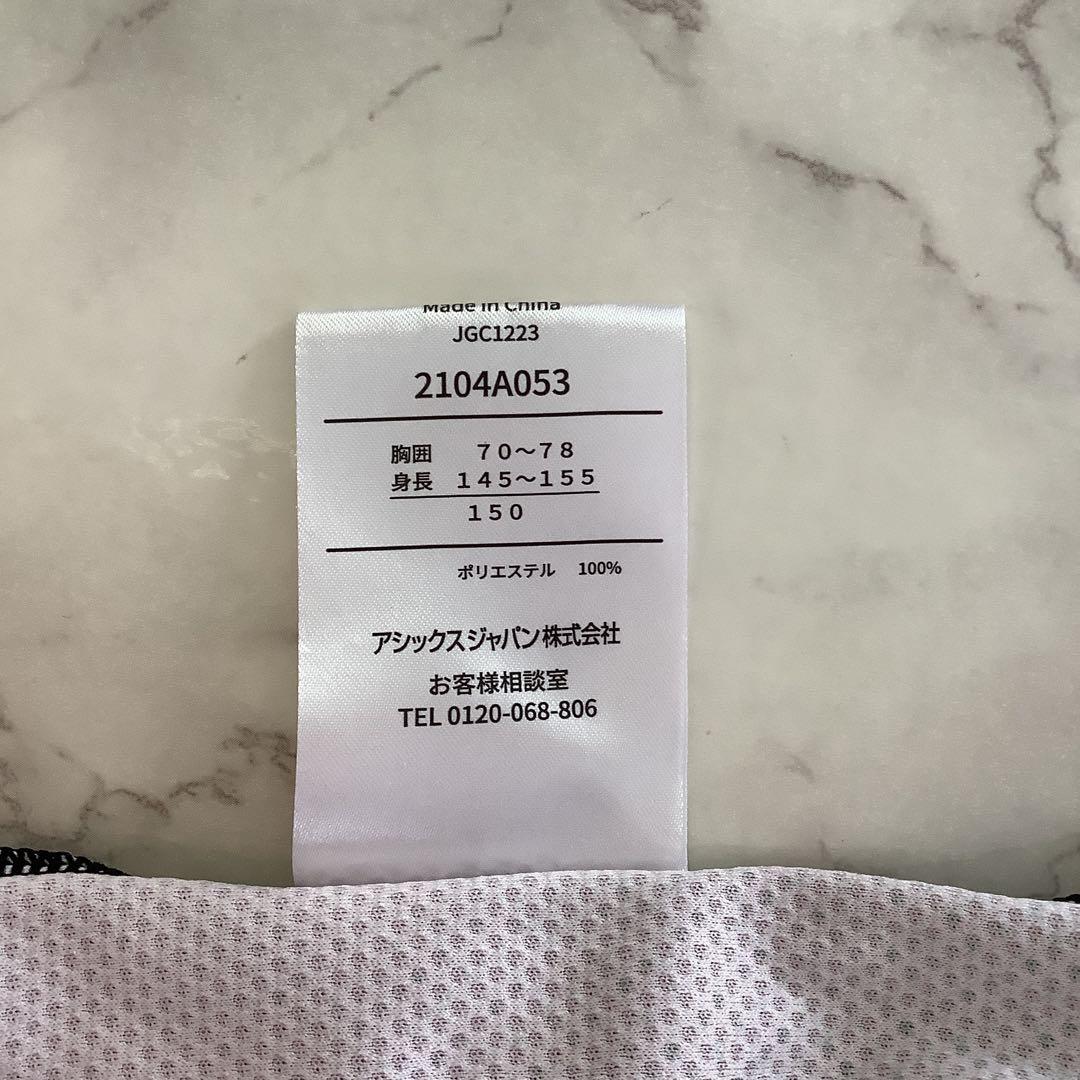 Made in China
JGC1223
2104A053
胸囲 ７０〜７８
身長 １４５〜１５５
１５０
ポリエステル 100%
アシックスジャパン株式会社
お客様相談室
TEL 0120-068-806